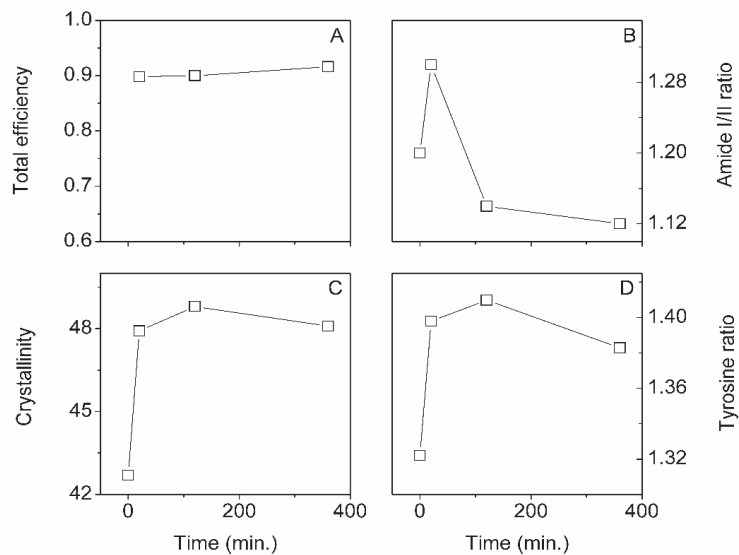 1.0
0.9
0.8
0.7
0.6
Total efficiency
A
B
1.28
1.20
1.12
Amide I/II ratio
C
48
45
42
Crystallinity
0 200 400
Time (min.)
D
1.40
1.36
1.32
Tyrosine ratio
0 200 400
Time (min.)